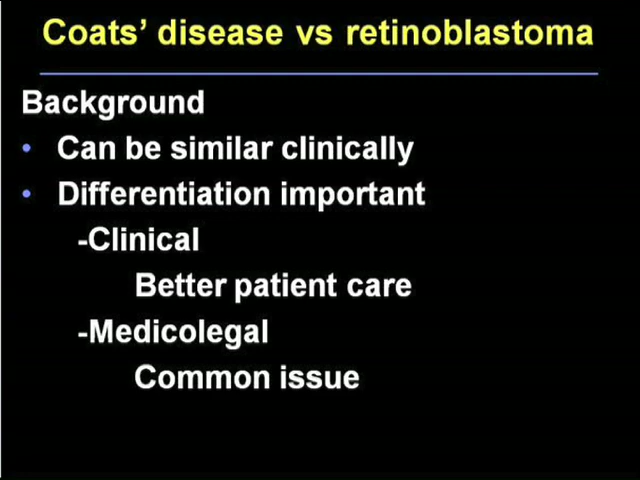 Coats’ disease vs retinoblastoma
Background
• Can be similar clinically
• Differentiation important
-Clinical
Better patient care
-Medicolegal
Common issue